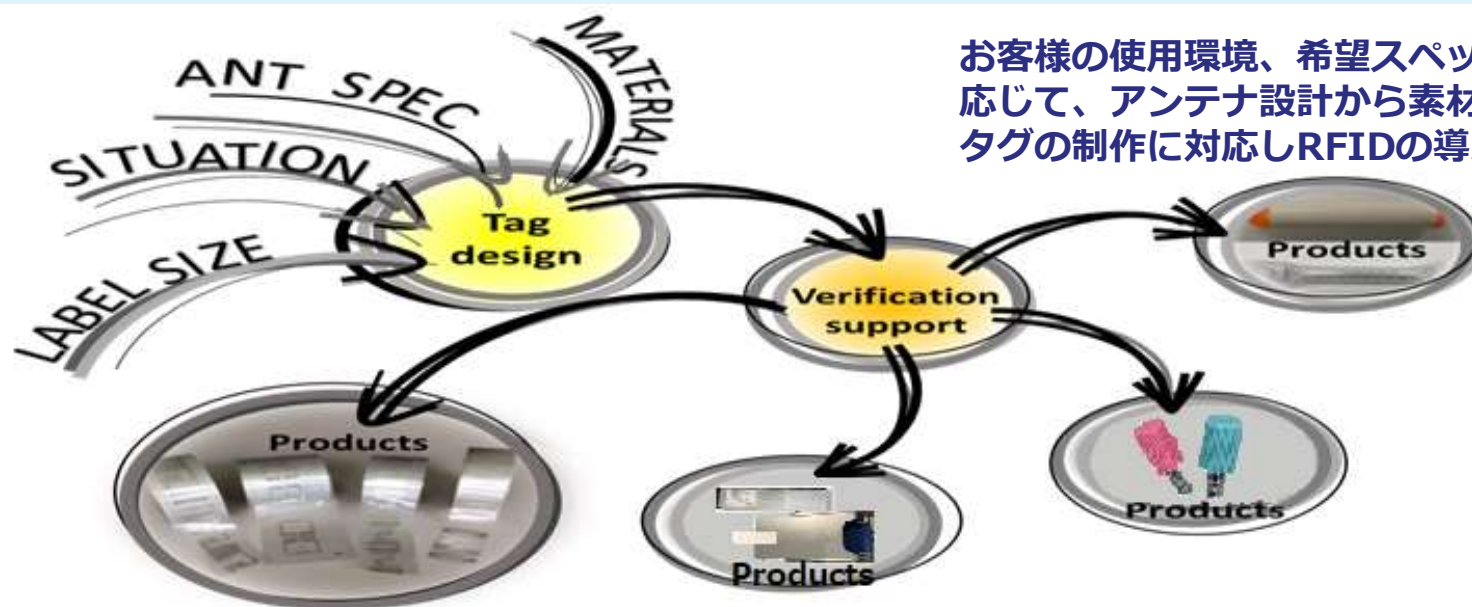 MATERIALS
ANT SPEC
SITUATION
LABEL SIZE
お客様の使用環境、希望スペッ
応じて、アンテナ設計から素材
タグの制作に対応しRFIDの導
Tag
design
Verification
support
Products
Products
Products
Products